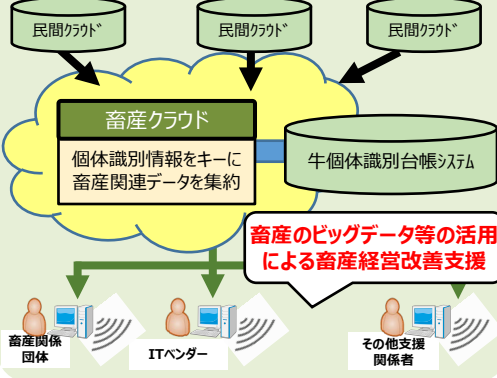 民間ｸﾗｳﾄﾞ
民間ｸﾗｳﾄﾞ
民間ｸﾗｳﾄﾞ
畜産クラウド
個体識別情報をキーに
畜産関連データを集約
牛個体識別台帳ｼｽﾃﾑ
畜産のビッグデータ等の活用
による畜産経営改善支援
畜産関係
団体
ITベンダー
その他支援
関係者